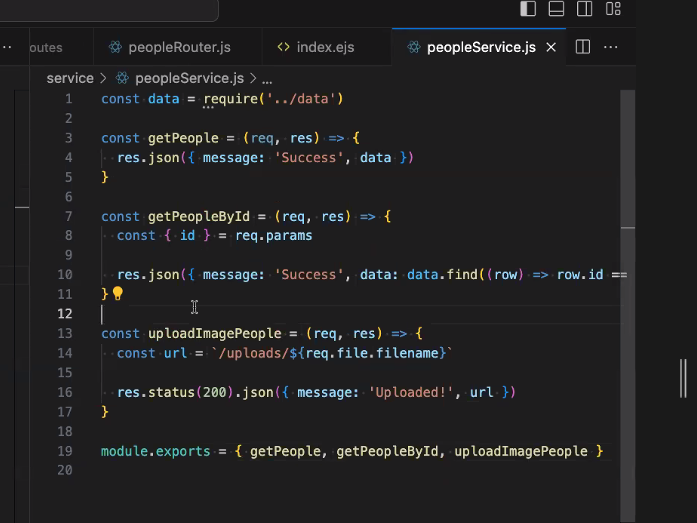 outes peopleRouter.js index.ejs peopleService.js
service > peopleService.js > ...
1 const data = require('../data')
2
3 const getPeople = (req, res) => {
4 res.json({ message: 'Success', data })
5 }
6
7 const getPeopleById = (req, res) => {
8 const { id } = req.params
9
10 res.json({ message: 'Success', data: data.find((row) => row.id ==
11 }
12
13 const uploadImagePeople = (req, res) => {
14 const url = `/uploads/${req.file.filename}`
15
16 res.status(200).json({ message: 'Uploaded!', url })
17 }
18
19 module.exports = { getPeople, getPeopleById, uploadImagePeople }
20